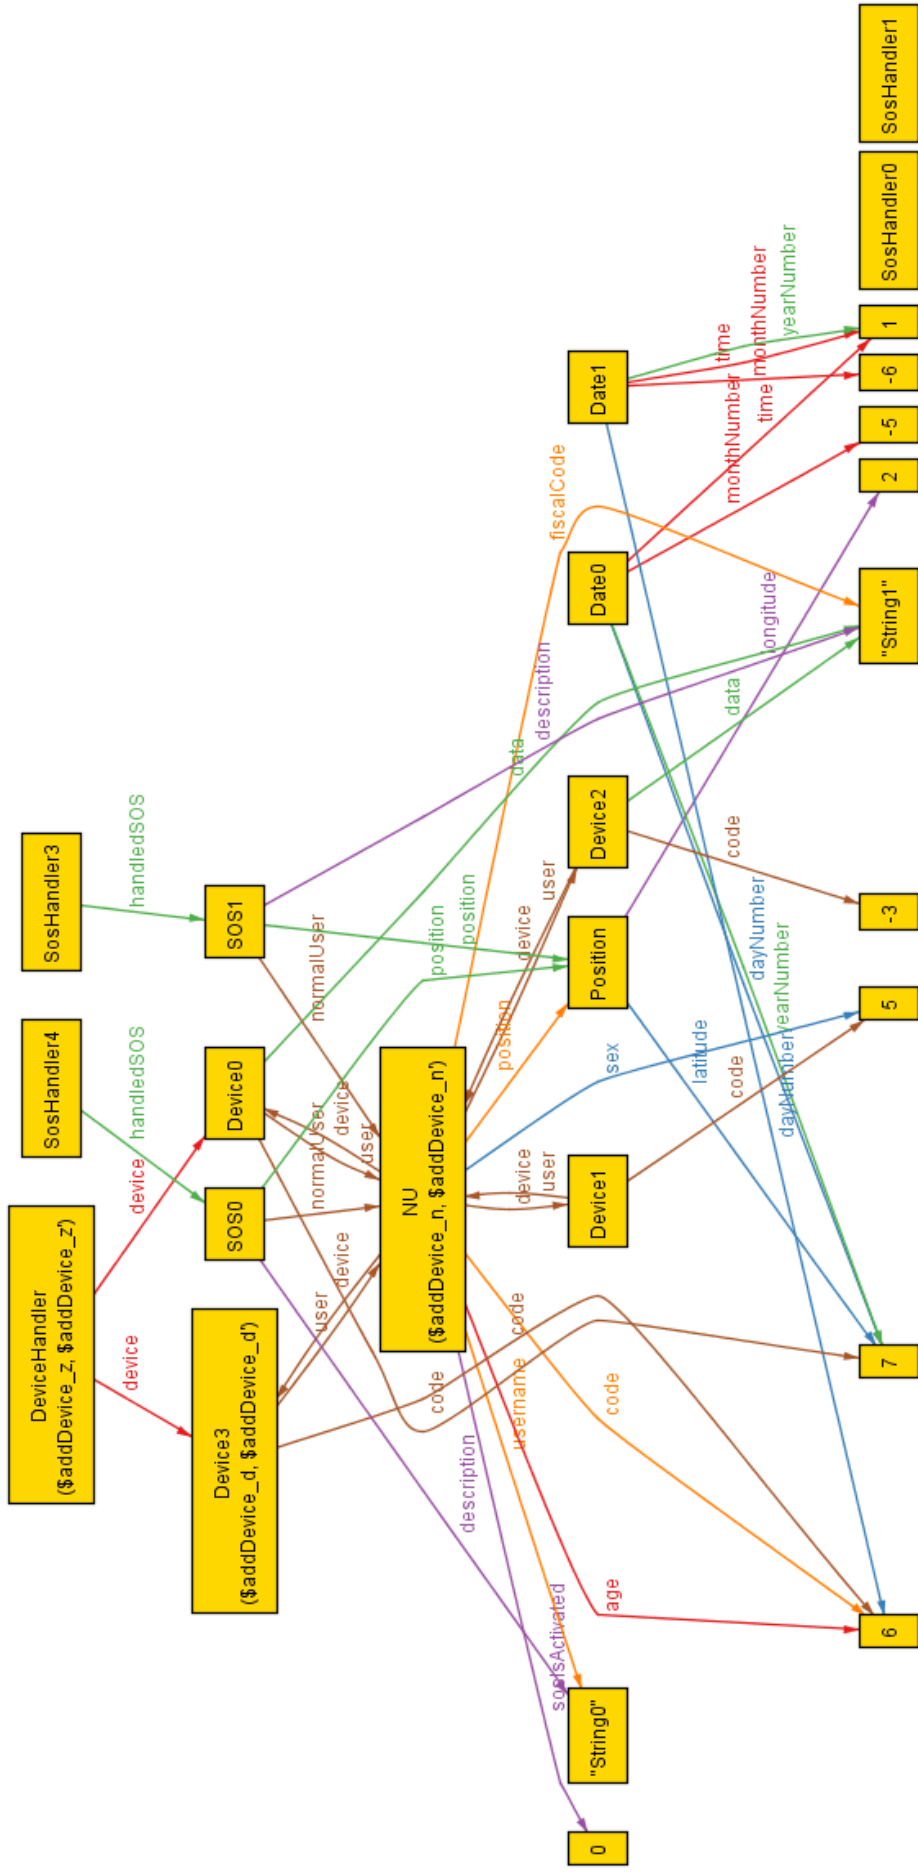 DeviceHandler
($addDevice_z, $addDevice_z')
SosHandler4
SosHandler3
device
device
handledSOS
handledSOS
Device3
($addDevice_d, $addDevice_d')
SOS0
Device0
SOS1
user
device
normalUser
device
user
normalUser
position
position
data
description
fiscalCode
NU
($addDevice_n, $addDevice_n')
code
description
username
code
device
user
position
device
user
sosIsActivated
age
code
sex
0
"String0"
Device1
Position
Device2
Date0
Date1
latitude
code
code
data
longitude
dayNumber
yearNumber
dayNumber
monthNumber
time
time
monthNumber
yearNumber
6
7
5
-3
"String1"
2
-5
-6
1
SosHandler0
SosHandler1